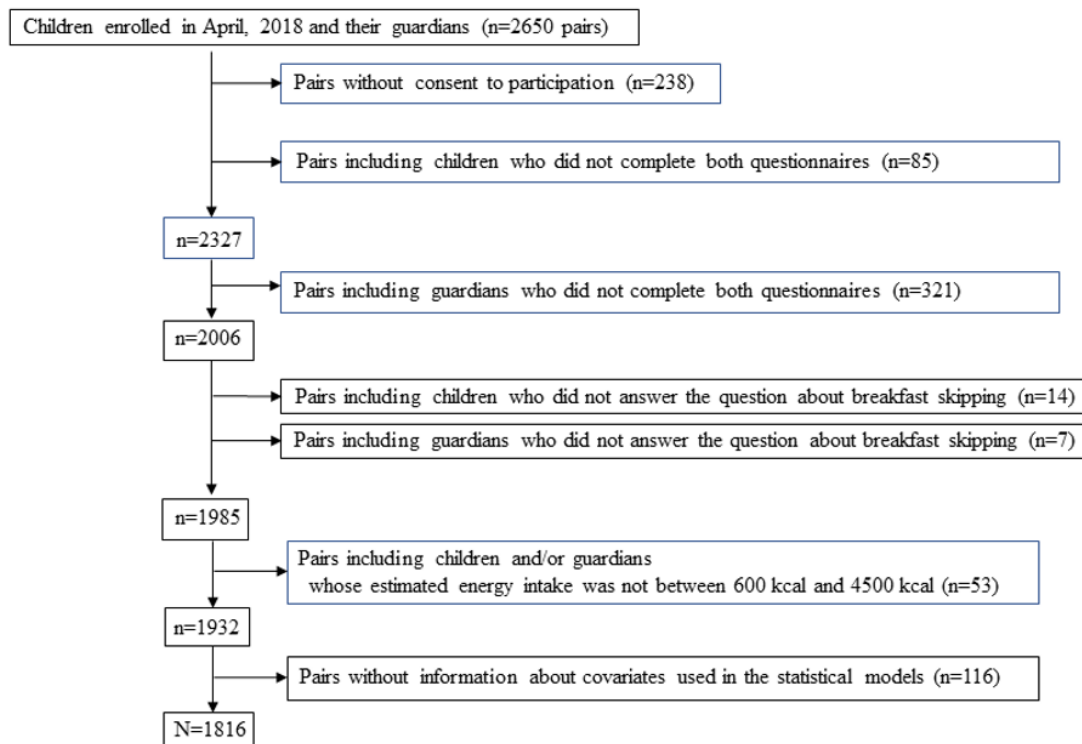 Children enrolled in April, 2018 and their guardians (n=2650 pairs)
Pairs without consent to participation (n=238)
Pairs including children who did not complete both questionnaires (n=85)
n=2327
Pairs including guardians who did not complete both questionnaires (n=321)
n=2006
Pairs including children who did not answer the question about breakfast skipping (n=14)
Pairs including guardians who did not answer the question about breakfast skipping (n=7)
n=1985
Pairs including children and/or guardians
whose estimated energy intake was not between 600 kcal and 4500 kcal (n=53)
n=1932
Pairs without information about covariates used in the statistical models (n=116)
N=1816